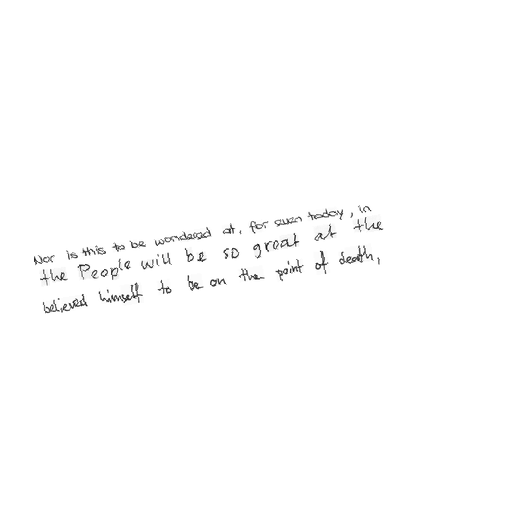 Nor is this to be wondered at, for even today, in
the People will be so great at the
believed himself to be on the point of death,